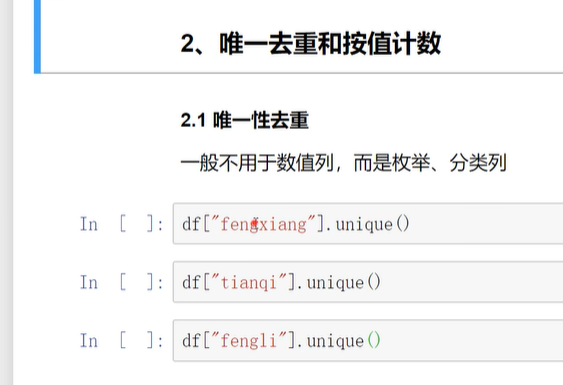 2、唯一去重和按值计数
2.1 唯一性去重
一般不用于数值列，而是枚举、分类列
In [ ]: df["fengxiang"].unique()
In [ ]: df["tianqi"].unique()
In [ ]: df["fengli"].unique()